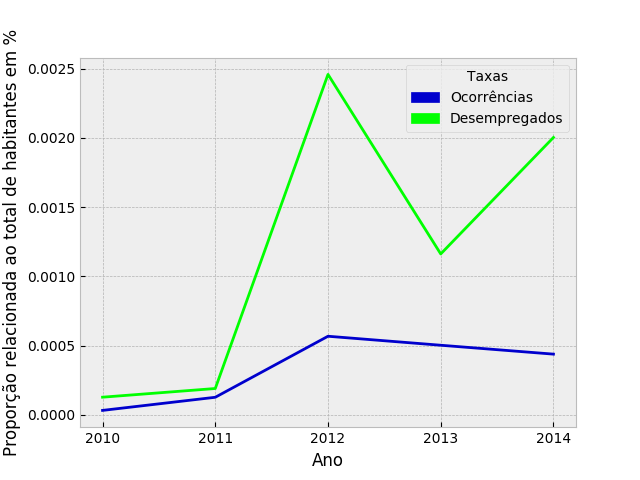 Proporção relacionada ao total de habitantes em %
0.0025
0.0020
0.0015
0.0010
0.0005
0.0000
Taxas
Ocorrências
Desempregados
2010 2011 2012 2013 2014
Ano